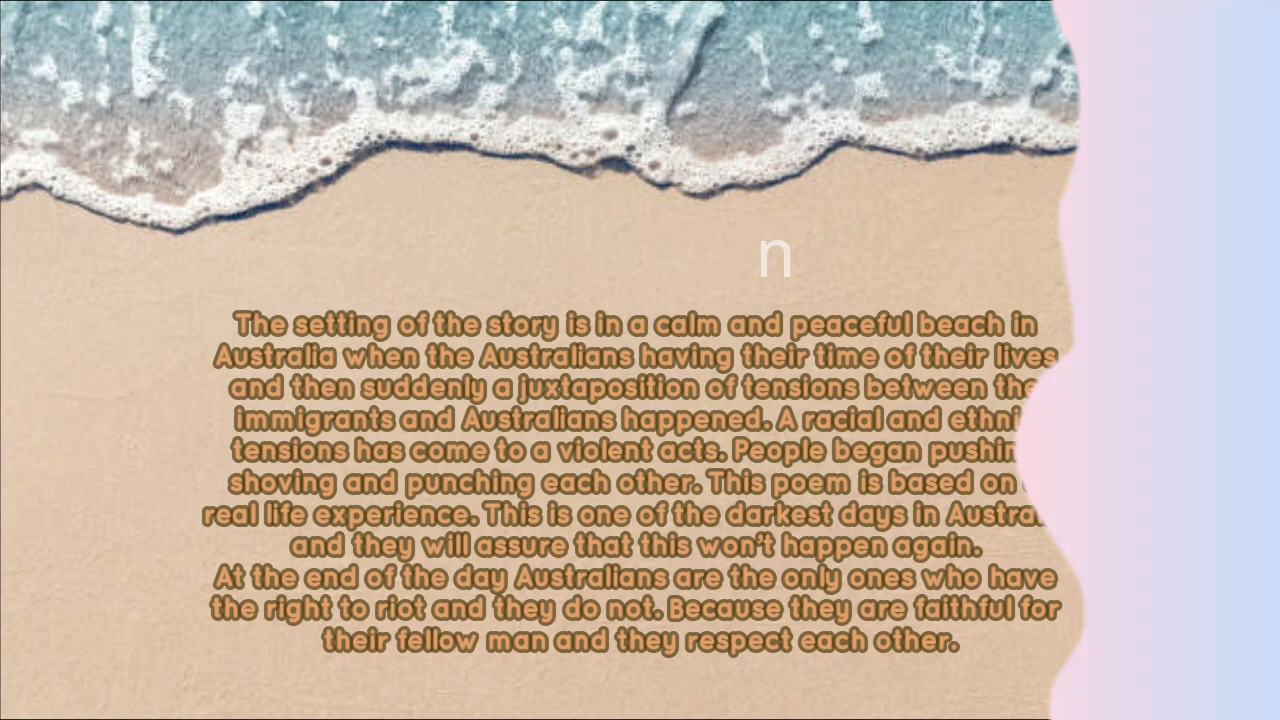 n
The setting of the story is in a calm and peaceful beach in
Australia when the Australians having their time of their lives
and then suddenly a juxtaposition of tensions between the
immigrants and Australians happened. A racial and
tensions has come to a violent acts. People began
shoving and punching each other. This poem is based on
real life experience. This is one of the darkest days in
and they will assure that this won't happen again.
At the end of the day Australians are the only ones who have
the right to riot and they do not. Because they are faithful for
their fellow man and they respect each other.